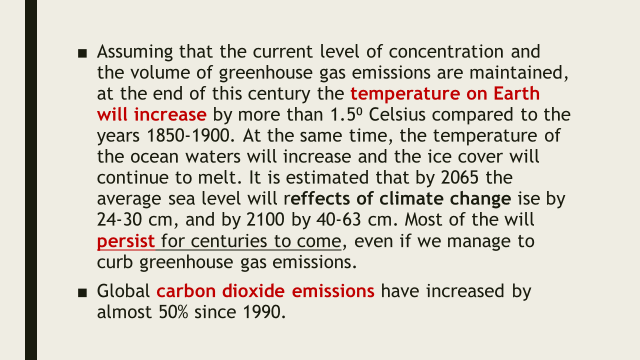 ■ Assuming that the current level of concentration and
the volume of greenhouse gas emissions are maintained,
at the end of this century the temperature on Earth
will increase by more than 1.5⁰ Celsius compared to the
years 1850-1900. At the same time, the temperature of
the ocean waters will increase and the ice cover will
continue to melt. It is estimated that by 2065 the
average sea level will reffects of climate change ise by
24-30 cm, and by 2100 by 40-63 cm. Most of the will
persist for centuries to come, even if we manage to
curb greenhouse gas emissions.
■ Global carbon dioxide emissions have increased by
almost 50% since 1990.